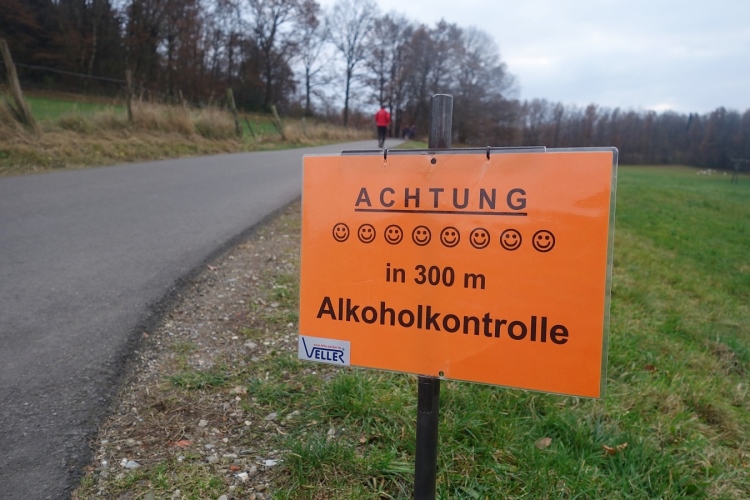 ACHTUNG
in 300 m
Alkoholkontrolle
VELLER